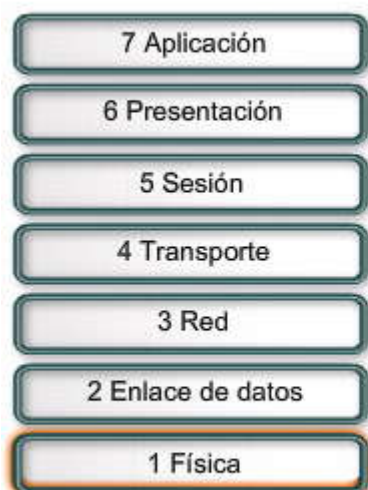 7 Aplicación
6 Presentación
5 Sesión
4 Transporte
3 Red
2 Enlace de datos
1 Física